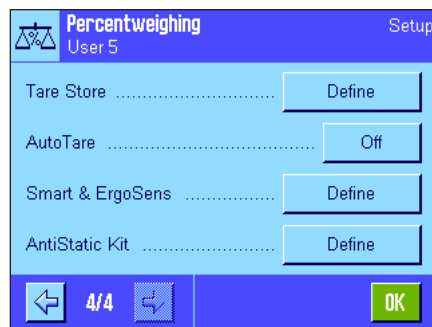 Percentweighing Setup
User 5
Tare Store ............................. Define
AutoTare ...................................... Off
Smart & ErgoSens ................ Define
AntiStatic Kit ........................ Define
4/4 OK